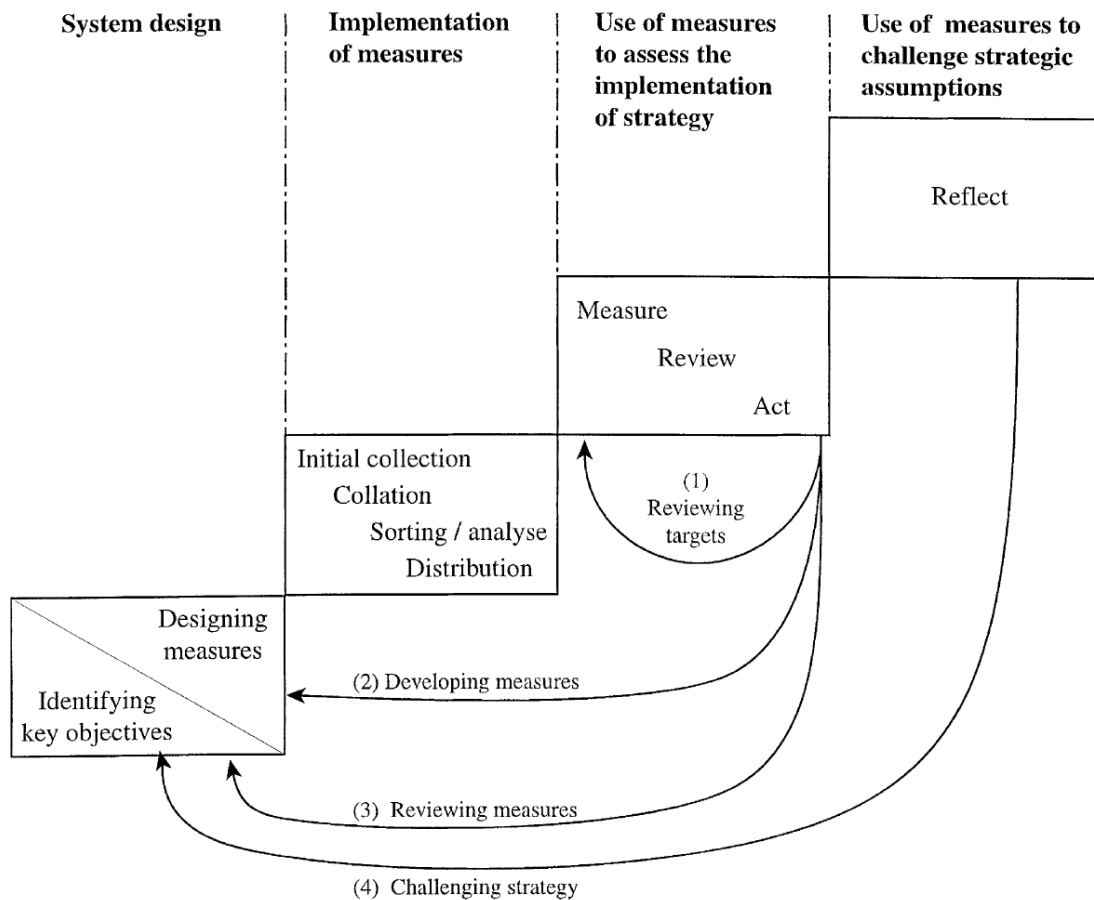 System design
Implementation
of measures
Use of measures
to assess the
implementation
of strategy
Use of measures to
challenge strategic
assumptions
Reflect
Measure
Review
Act
Initial collection
Collation
Sorting / analyse
Distribution
(1)
Reviewing
targets
Designing
measures
Identifying
key objectives
(2) Developing measures
(3) Reviewing measures
(4) Challenging strategy